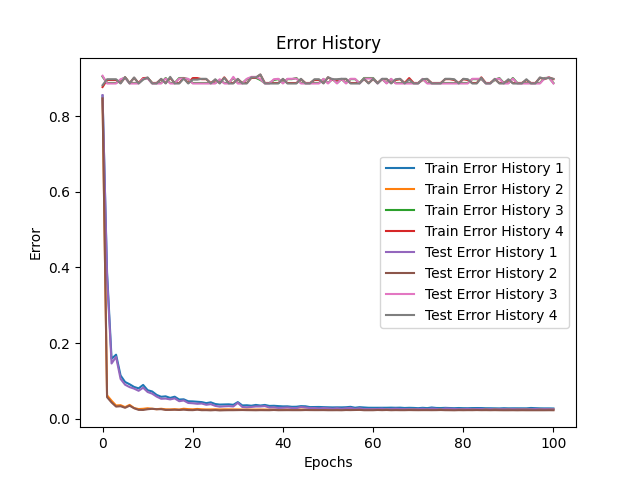 Error History
0.8
0.6
0.4
0.2
0.0
Error
Train Error History 1
Train Error History 2
Train Error History 3
Train Error History 4
Test Error History 1
Test Error History 2
Test Error History 3
Test Error History 4
0 20 40 60 80 100
Epochs